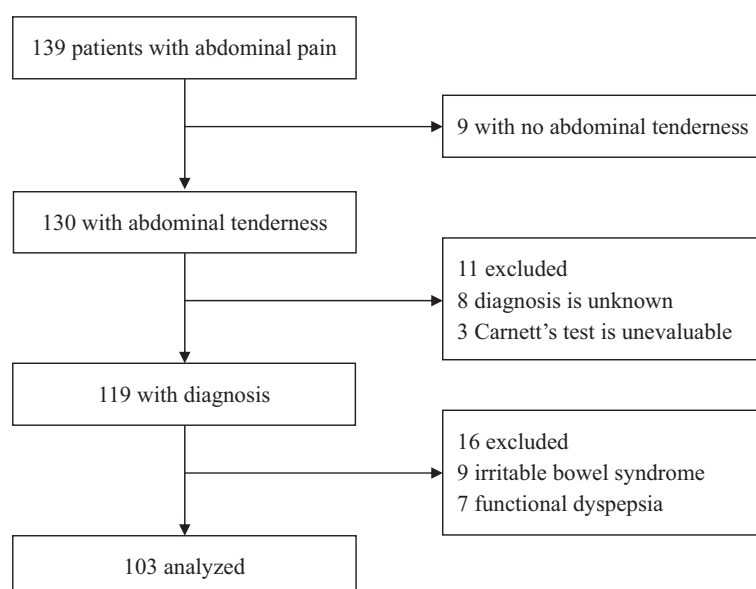 139 patients with abdominal pain
9 with no abdominal tenderness
130 with abdominal tenderness
11 excluded
8 diagnosis is unknown
3 Carnett’s test is unevaluable
119 with diagnosis
16 excluded
9 irritable bowel syndrome
7 functional dyspepsia
103 analyzed